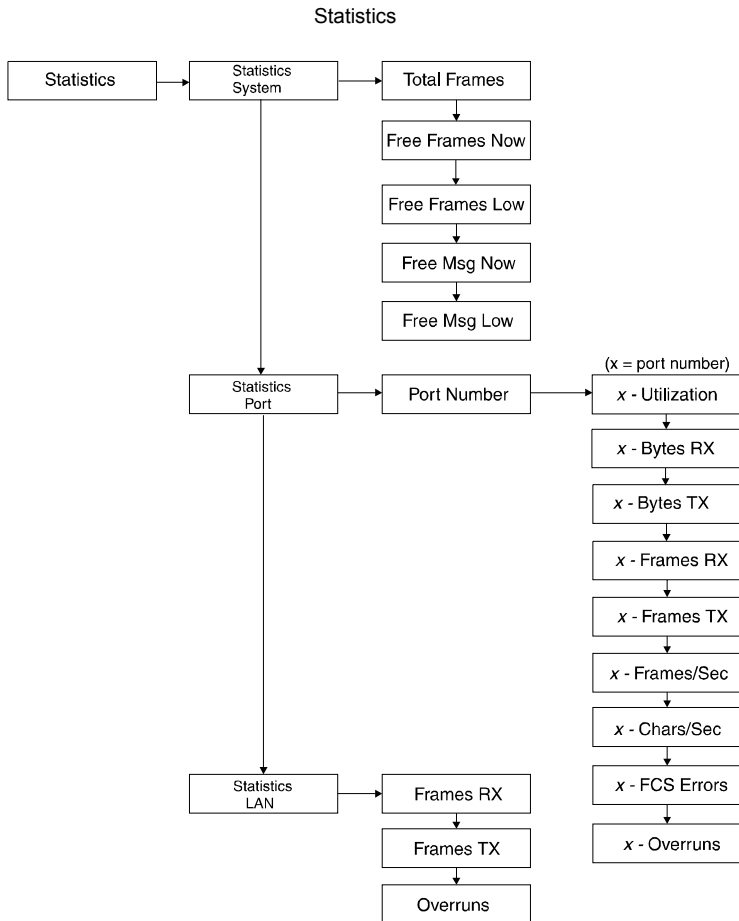 Statistics
Statistics
Statistics
System
Total Frames
Free Frames Now
Free Frames Low
Free Msg Now
Free Msg Low
Statistics
Port
Port Number
(x = port number)
x - Utilization
x - Bytes RX
x - Bytes TX
x - Frames RX
x - Frames TX
x - Frames/Sec
x - Chars/Sec
x - FCS Errors
x - Overruns
Statistics
LAN
Frames RX
Frames TX
Overruns